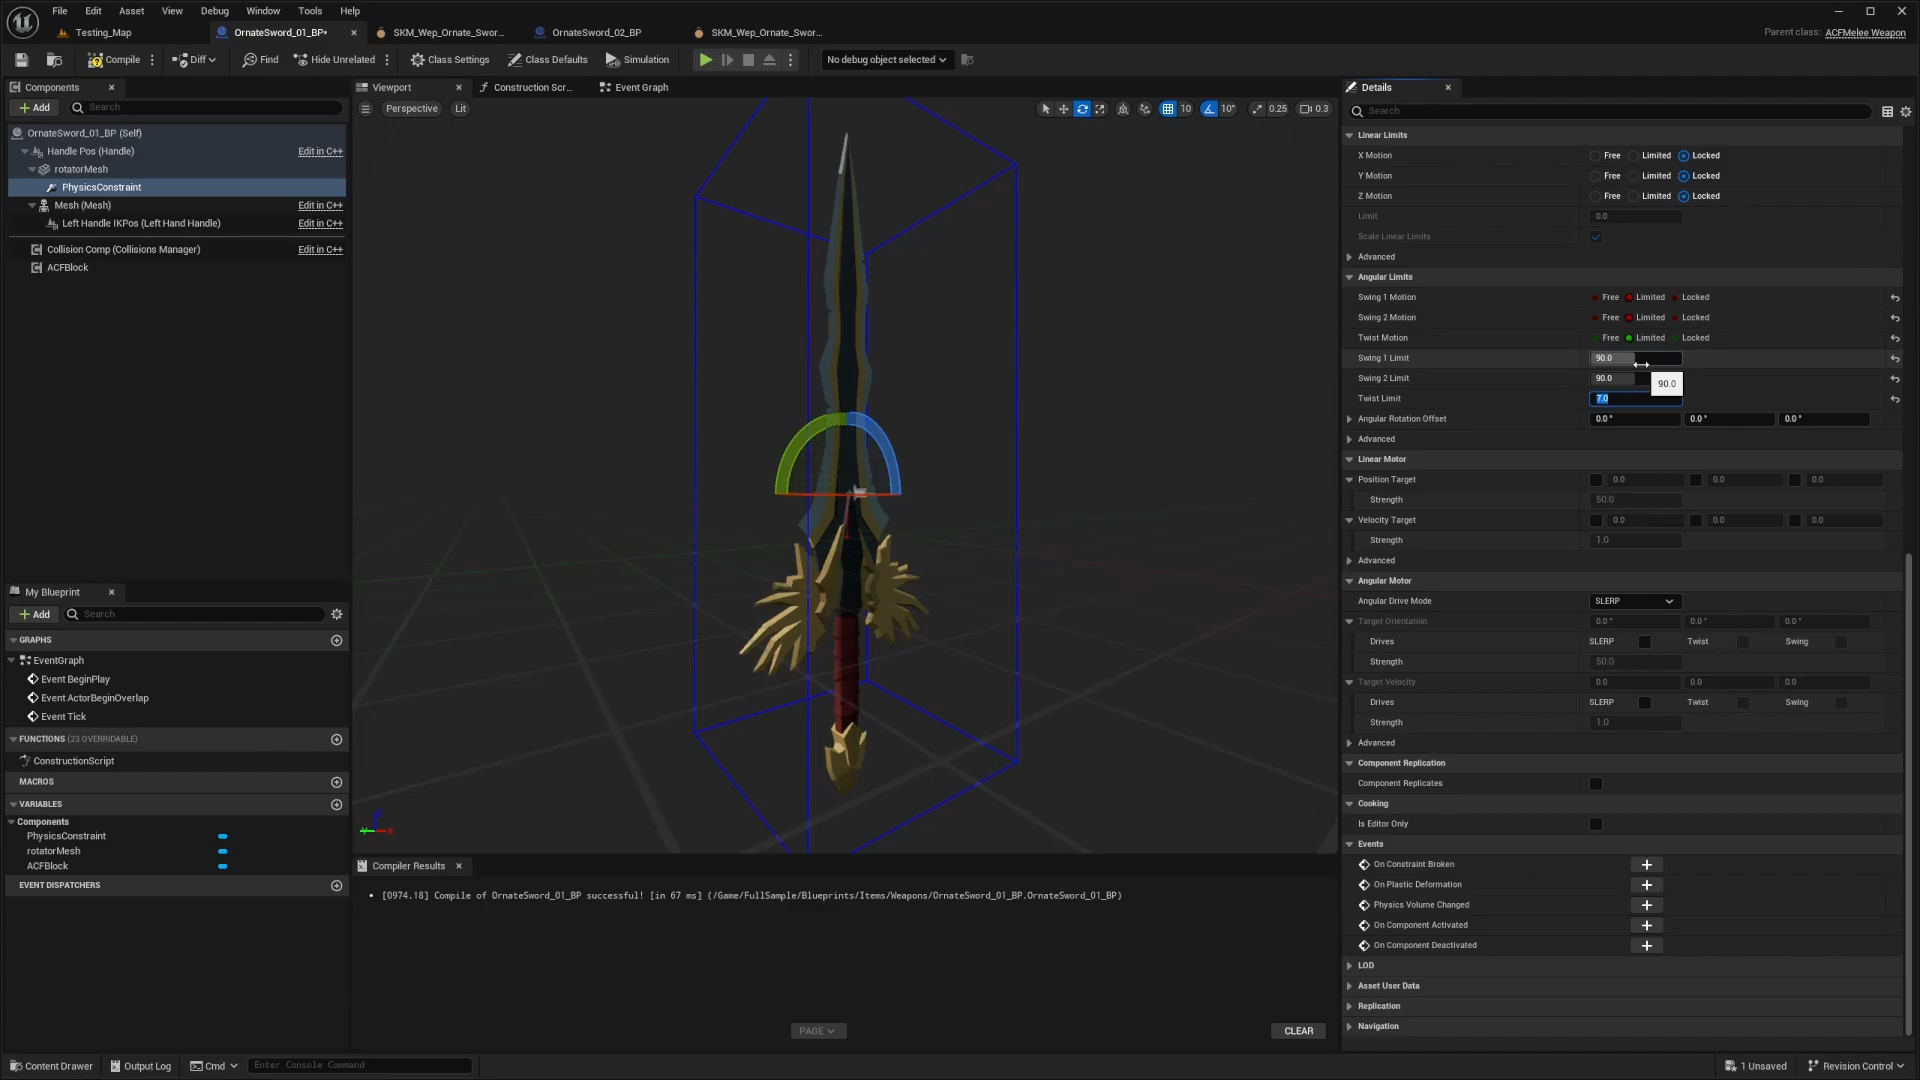 File Edit Asset View Debug Window Tools Help
Testing_Map OrnateSword_01_BP• SKM_Wep_Ornate_Swor... OrnateSword_02_BP SKM_Wep_Ornate_Swor... Parent class: ACFMelee Weapon
Compile Diff Find Hide Unrelated Class Settings Class Defaults Simulation No debug object selected
Components Viewport Construction Scr... Event Graph Details
Add Search Perspective Lit 10 10° 0.25 0.3 Search
OrnateSword_01_BP (Self)
Handle Pos (Handle) Edit in C++
rotatorMesh
PhysicsConstraint
Mesh (Mesh) Edit in C++
Left Handle IKPos (Left Hand Handle) Edit in C++
Collision Comp (Collisions Manager) Edit in C++
ACFBlock
My Blueprint
Add Search
GRAPHS
EventGraph
Event BeginPlay
Event ActorBeginOverlap
Event Tick
FUNCTIONS (23 OVERRIDABLE)
ConstructionScript
MACROS
VARIABLES
Components
PhysicsConstraint
rotatorMesh
ACFBlock
EVENT DISPATCHERS
Compiler Results
[0974.18] Compile of OrnateSword_01_BP successful! [in 67 ms] (/Game/FullSample/Blueprints/Items/Weapons/OrnateSword_01_BP.OrnateSword_01_BP)
PAGE CLEAR
Linear Limits
X Motion Free Limited Locked
Y Motion Free Limited Locked
Z Motion Free Limited Locked
Limit 0.0
Scale Linear Limits
Advanced
Angular Limits
Swing 1 Motion Free Limited Locked
Swing 2 Motion Free Limited Locked
Twist Motion Free Limited Locked
Swing 1 Limit 90.0
Swing 2 Limit 90.0 90.0
Twist Limit 7.0
Angular Rotation Offset 0.0 ° 0.0 ° 0.0 °
Advanced
Linear Motor
Position Target 0.0 0.0 0.0
Strength 50.0
Velocity Target 0.0 0.0 0.0
Strength 1.0
Advanced
Angular Motor
Angular Drive Mode SLERP
Target Orientation 0.0 ° 0.0 ° 0.0 °
Drives SLERP Twist Swing
Strength 50.0
Target Velocity 0.0 0.0 0.0
Drives SLERP Twist Swing
Strength 1.0
Advanced
Component Replication
Component Replicates
Cooking
Is Editor Only
Events
On Constraint Broken
On Plastic Deformation
Physics Volume Changed
On Component Activated
On Component Deactivated
LOD
Asset User Data
Replication
Navigation
Content Drawer Output Log Cmd Enter Console Command 1 Unsaved Revision Control